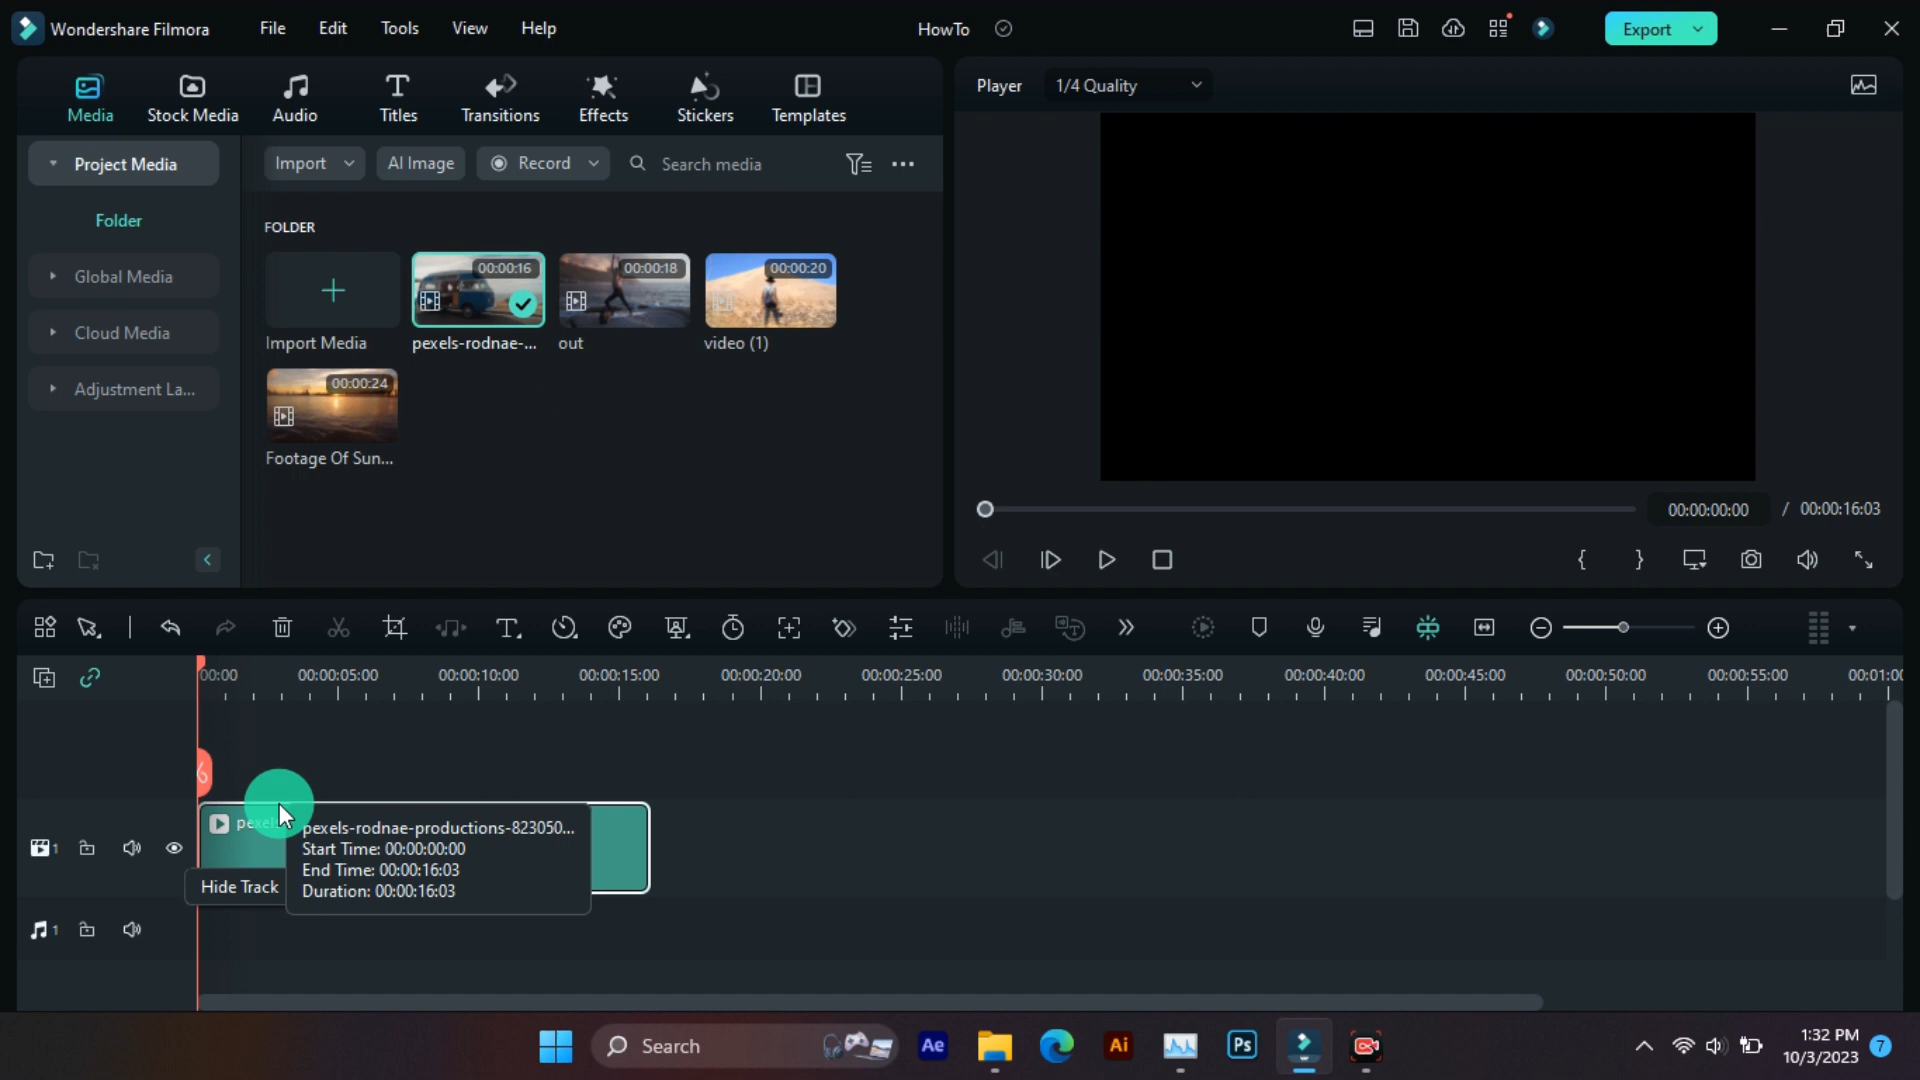 Wondershare Filmora
File
Edit
Tools
View
Help
HowTo
Export
Media
Stock Media
Audio
Titles
Transitions
Effects
Stickers
Templates
Player
1/4 Quality
Project Media
Folder
Global Media
Cloud Media
Adjustment La...
Import
AI Image
Record
Search media
FOLDER
00:00:16
00:00:18
00:00:20
Import Media
pexels-rodnae-...
out
video (1)
00:00:24
Footage Of Sun...
00:00:00:00
/ 00:00:16:03
00:00
00:00:05:00
00:00:10:00
00:00:15:00
00:00:20:00
00:00:25:00
00:00:30:00
00:00:35:00
00:00:40:00
00:00:45:00
00:00:50:00
00:00:55:00
00:01:00
pexels-rodnae-productions-823050...
Start Time: 00:00:00:00
End Time: 00:00:16:03
Duration: 00:00:16:03
1
Hide Track
1
Search
Ae
Ai
Ps
1:32 PM
10/3/2023
7